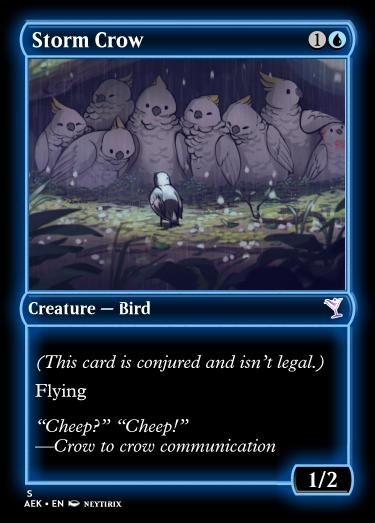 Storm Crow 1
Creature — Bird
(This card is conjured and isn't legal.)
Flying
“Cheep?” “Cheep!”
—Crow to crow communication
1/2
S
AEK • EN NEYTIRIX